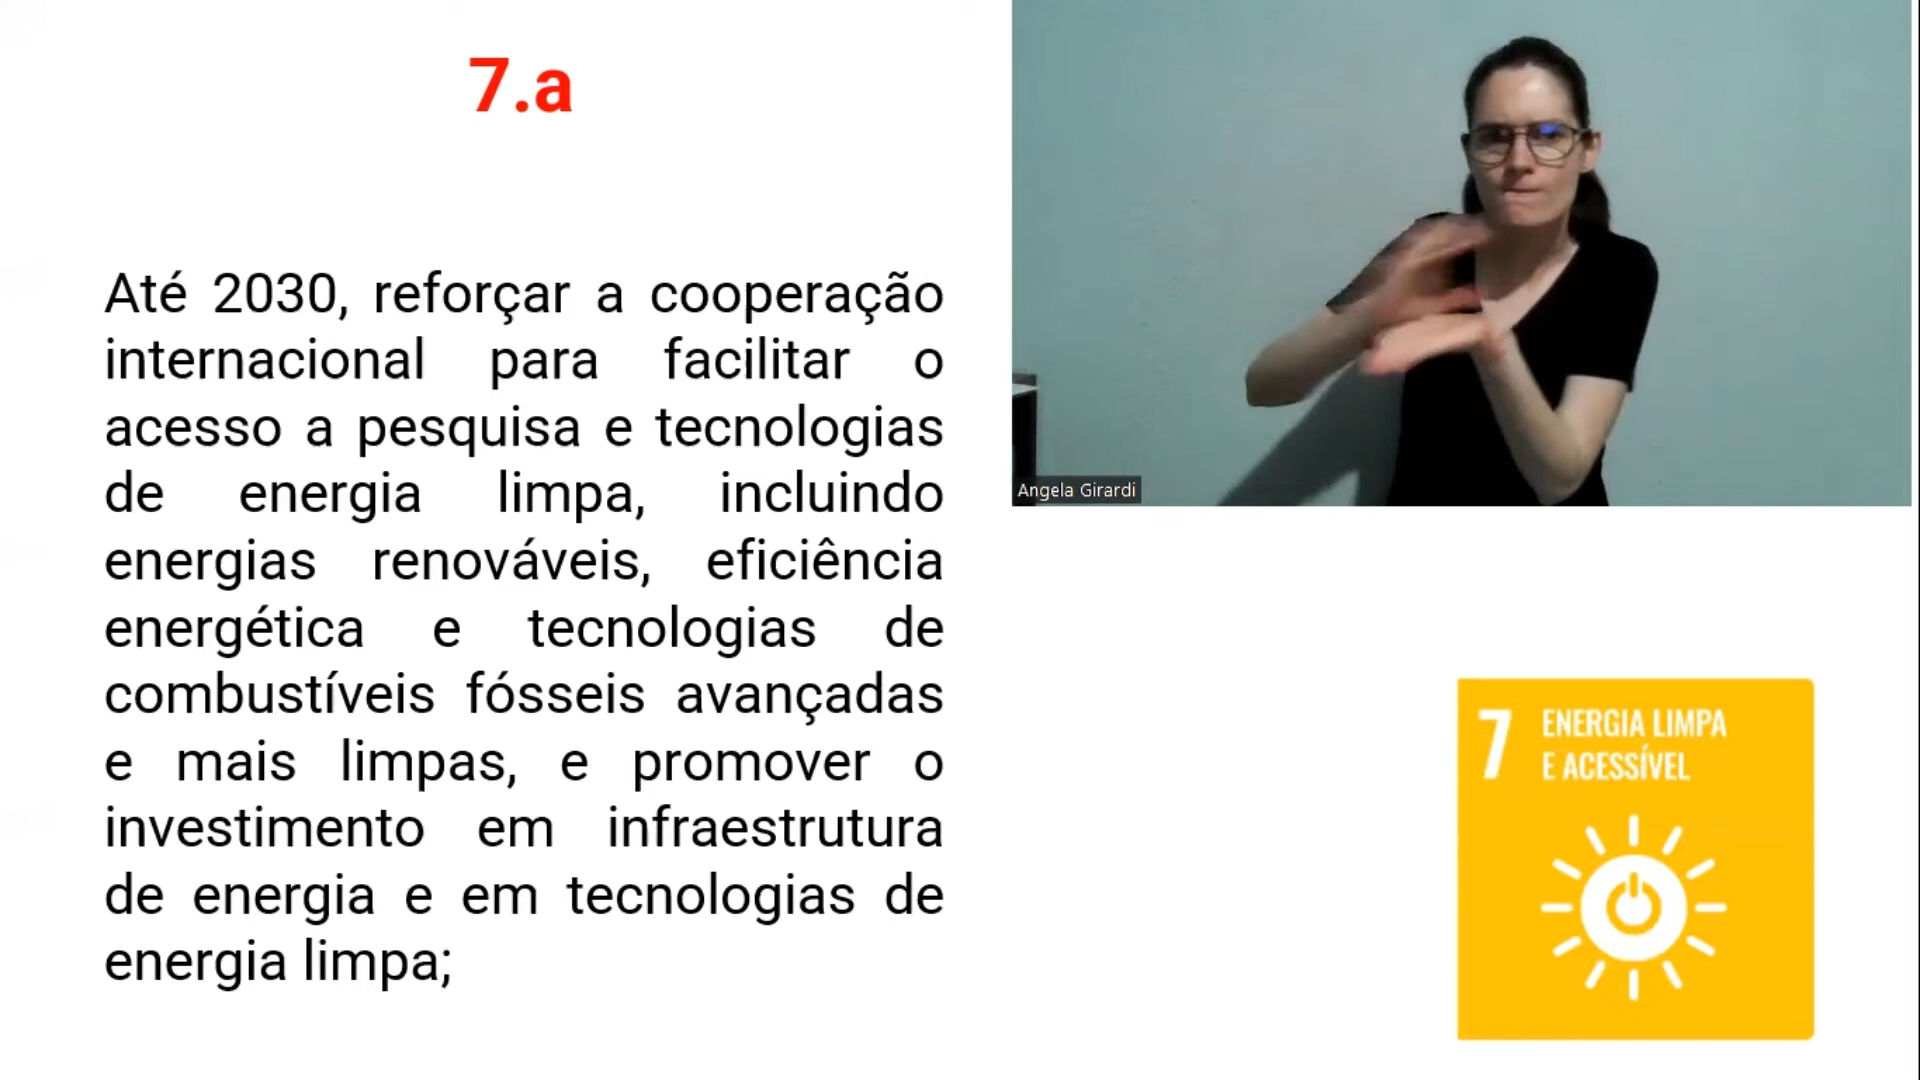 7.a
Até 2030, reforçar a cooperação
internacional para facilitar o
acesso a pesquisa e tecnologias
de energia limpa, incluindo
energias renováveis, eficiência
energética e tecnologias de
combustíveis fósseis avançadas
e mais limpas, e promover o
investimento em infraestrutura
de energia e em tecnologias de
energia limpa;
Angela Girardi
7 ENERGIA LIMPA
E ACESSÍVEL